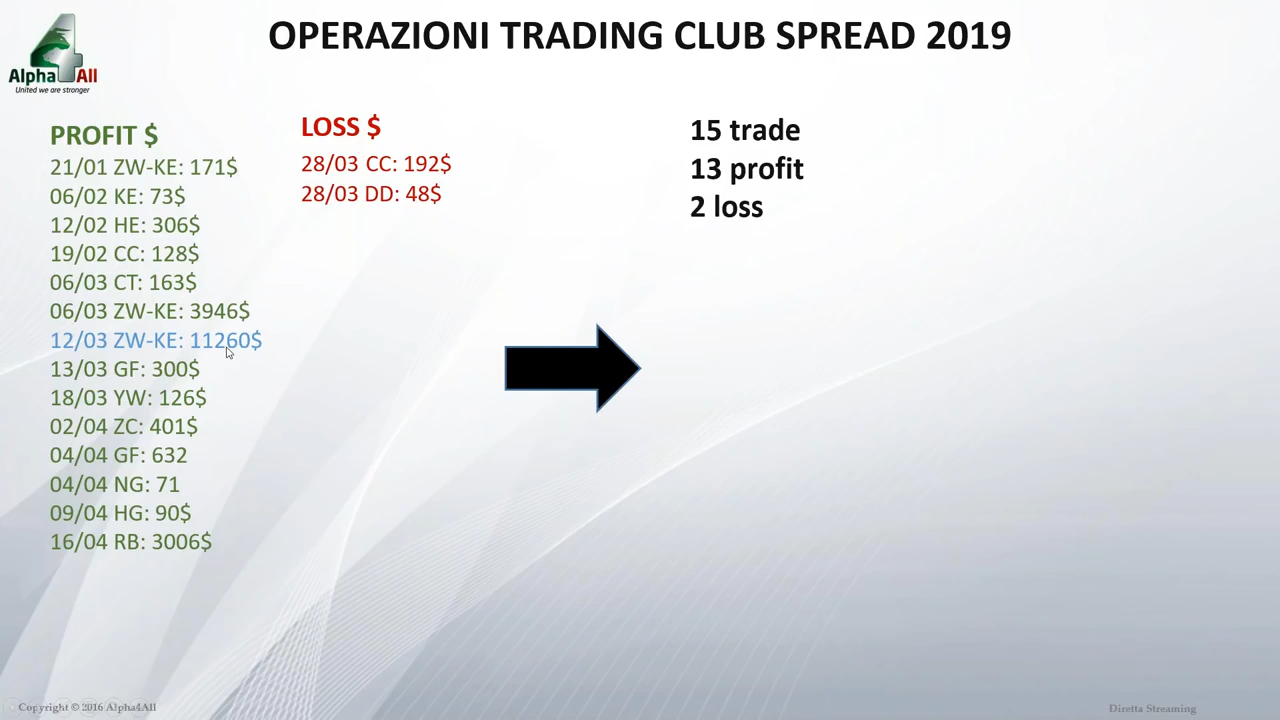 OPERAZIONI TRADING CLUB SPREAD 2019
Alpha4All
United we are stronger
PROFIT $
21/01 ZW-KE: 171$
06/02 KE: 73$
12/02 HE: 306$
19/02 CC: 128$
06/03 CT: 163$
06/03 ZW-KE: 3946$
12/03 ZW-KE: 11260$
13/03 GF: 300$
18/03 YW: 126$
02/04 ZC: 401$
04/04 GF: 632
04/04 NG: 71
09/04 HG: 90$
16/04 RB: 3006$
LOSS $
28/03 CC: 192$
28/03 DD: 48$
15 trade
13 profit
2 loss
Copyright © 2016 Alpha4All
Diretta Streaming